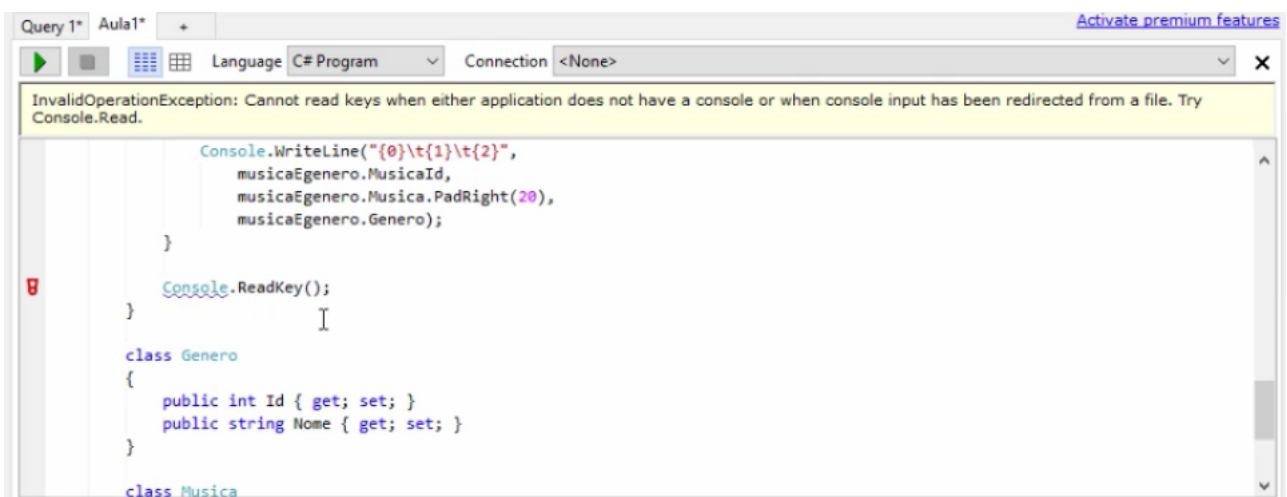 Query 1* Aula1* + Activate premium features
Language C# Program Connection <None>
InvalidOperationException: Cannot read keys when either application does not have a console or when console input has been redirected from a file. Try
Console.Read.
Console.WriteLine("{0}\t{1}\t{2}",
musicaEgenero.MusicaId,
musicaEgenero.Musica.PadRight(20),
musicaEgenero.Genero);
}
Console.ReadKey();
}
class Genero
{
public int Id { get; set; }
public string Nome { get; set; }
}
class Musica